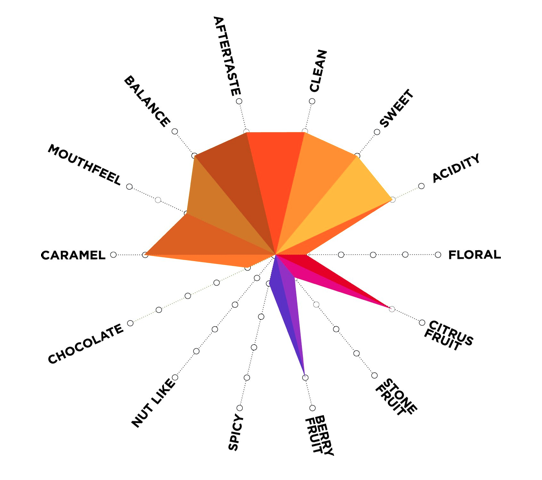 AFTERTASTE
CLEAN
SWEET
ACIDITY
FLORAL
CITRUS
FRUIT
STONE
FRUIT
BERRY
FRUIT
SPICY
NUT LIKE
CHOCOLATE
CARAMEL
MOUTHFEEL
BALANCE